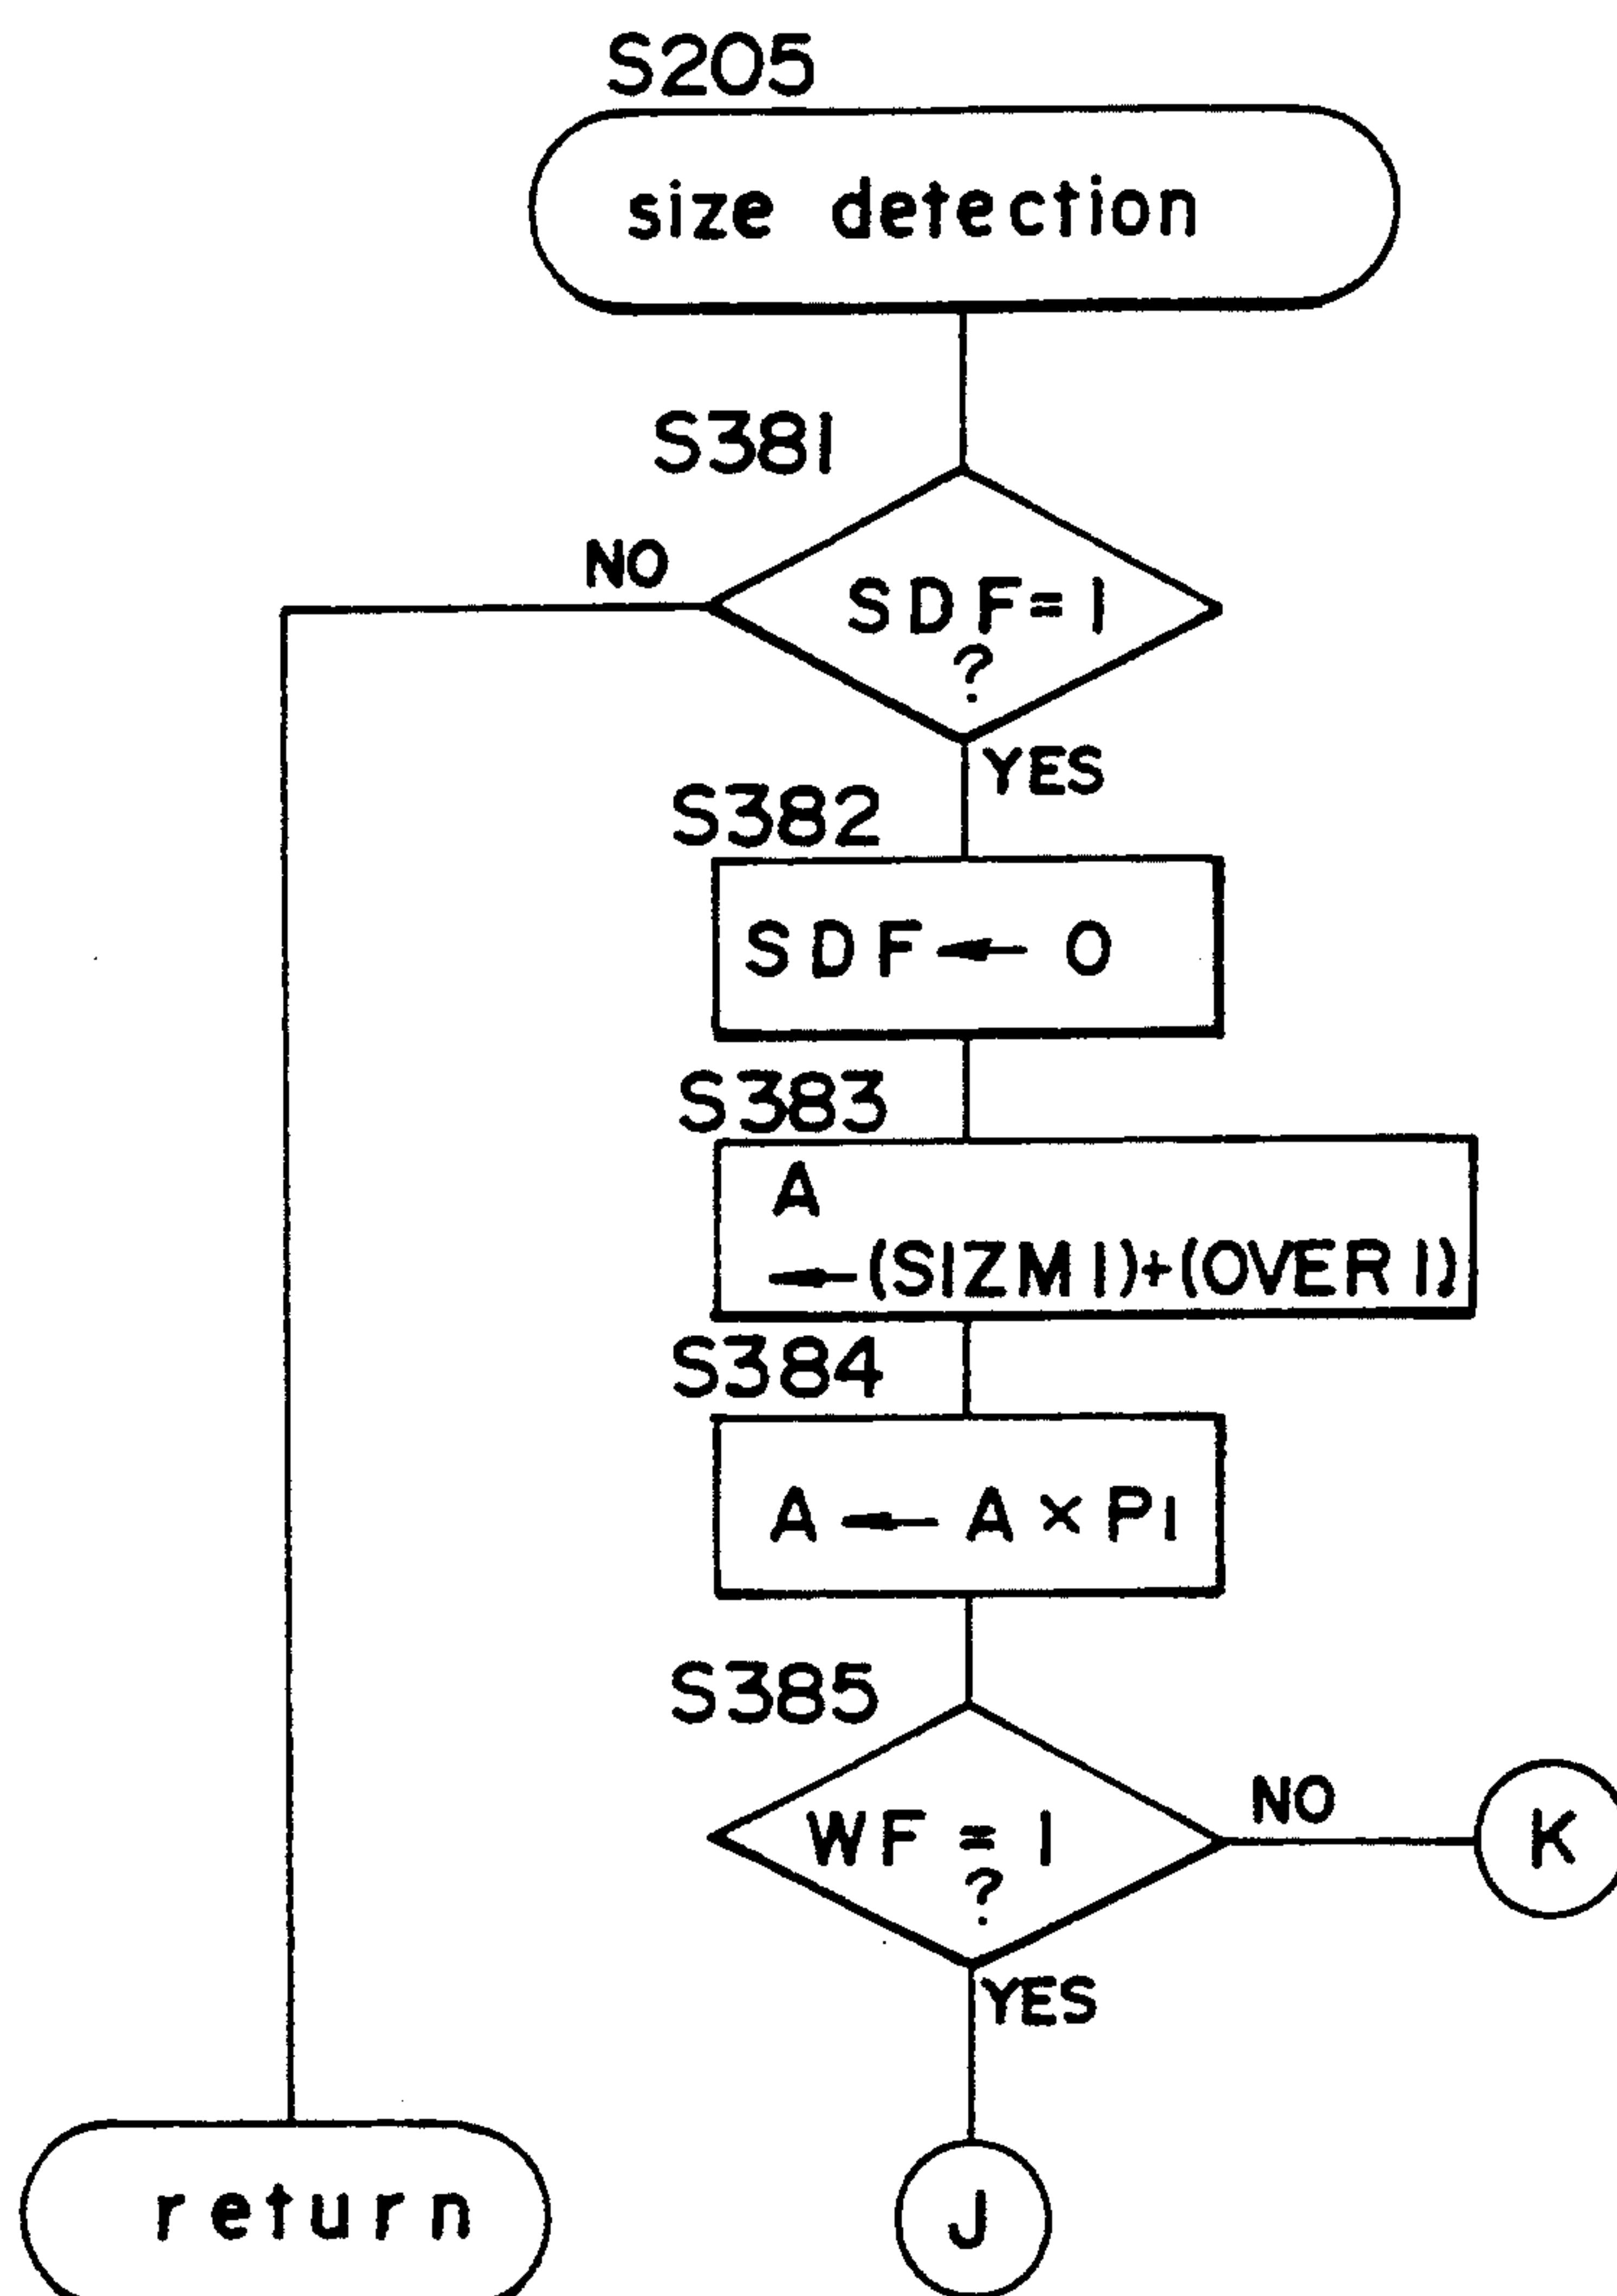 S205
size detection
S381
NO
SDF=1
?
YES
S382
SDF← 0
S383
A
←(SIZM1)+(OVER1)
S384
A ← A × P1
S385
WF = 1
?
NO
K
YES
return
J